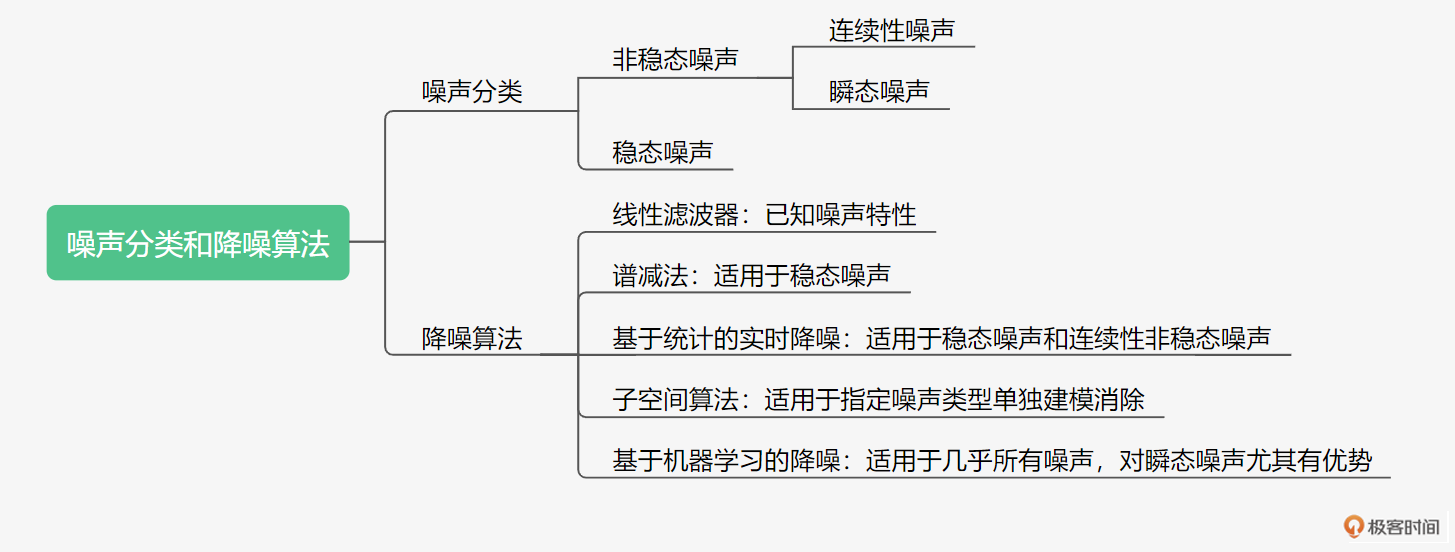 连续性噪声
非稳态噪声
噪声分类
瞬态噪声
稳态噪声
线性滤波器：已知噪声特性
噪声分类和降噪算法
谱减法：适用于稳态噪声
降噪算法
基于统计的实时降噪：适用于稳态噪声和连续性非稳态噪声
子空间算法：适用于指定噪声类型单独建模消除
基于机器学习的降噪：适用于几乎所有噪声，对瞬态噪声尤其有优势
极客时间